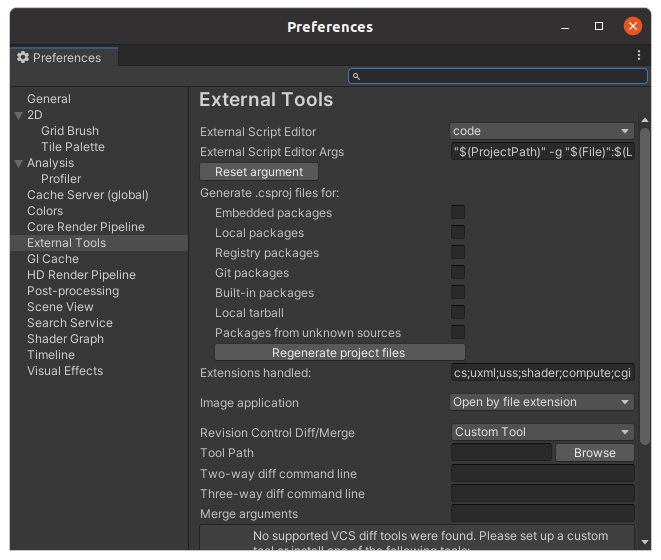 Preferences
Preferences
General
2D
Grid Brush
Tile Palette
Analysis
Profiler
Cache Server (global)
Colors
Core Render Pipeline
External Tools
GI Cache
HD Render Pipeline
Post-processing
Scene View
Search Service
Shader Graph
Timeline
Visual Effects
External Tools
External Script Editor code
External Script Editor Args "$(ProjectPath)" -g "$(File)":$(L
Reset argument
Generate .csproj files for:
Embedded packages
Local packages
Registry packages
Git packages
Built-in packages
Local tarball
Packages from unknown sources
Regenerate project files
Extensions handled: cs;uxml;uss;shader;compute;cgi
Image application Open by file extension
Revision Control Diff/Merge Custom Tool
Tool Path Browse
Two-way diff command line
Three-way diff command line
Merge arguments
No supported VCS diff tools were found. Please set up a custom
tool or install one of the following tools: